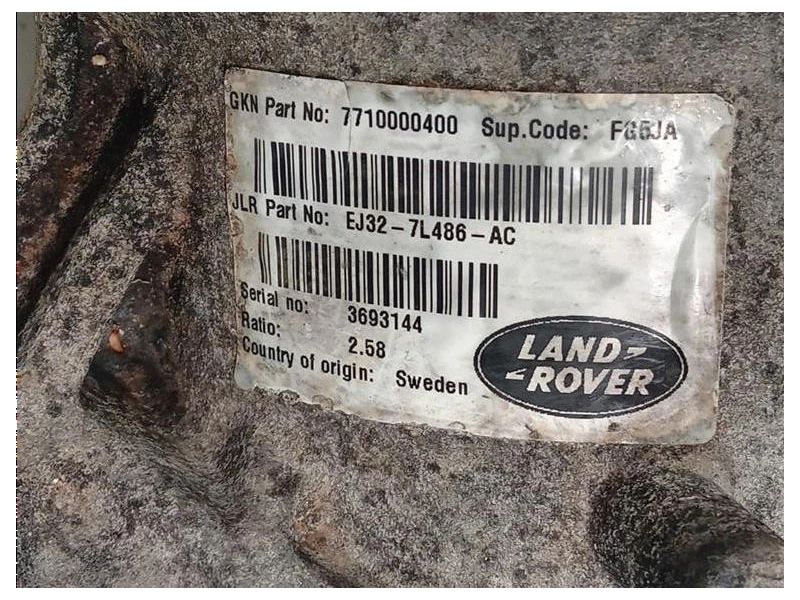 GKN Part No: 7710000400 Sup.Code: FG5JA
JLR Part No: EJ32-7L486-AC
Serial no: 3693144
Ratio: 2.58
Country of origin: Sweden
LAND
ROVER